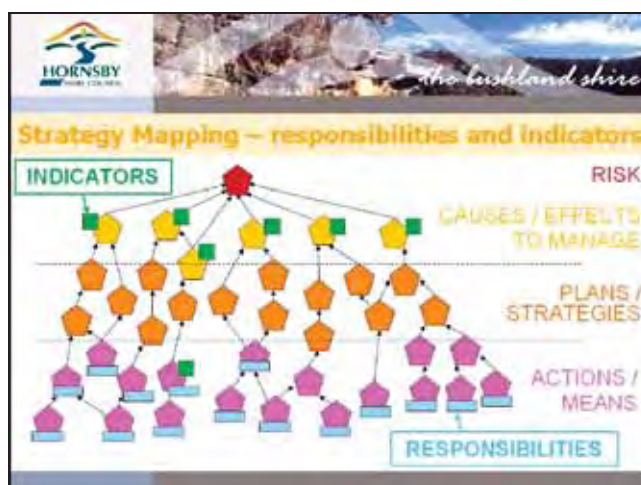 HORNSBY
SHIRE COUNCIL
the bushland shire
Strategy Mapping – responsibilities and indicators
INDICATORS
RISK
CAUSES / EFFECTS
TO MANAGE
PLANS /
STRATEGIES
ACTIONS /
MEANS
RESPONSIBILITIES